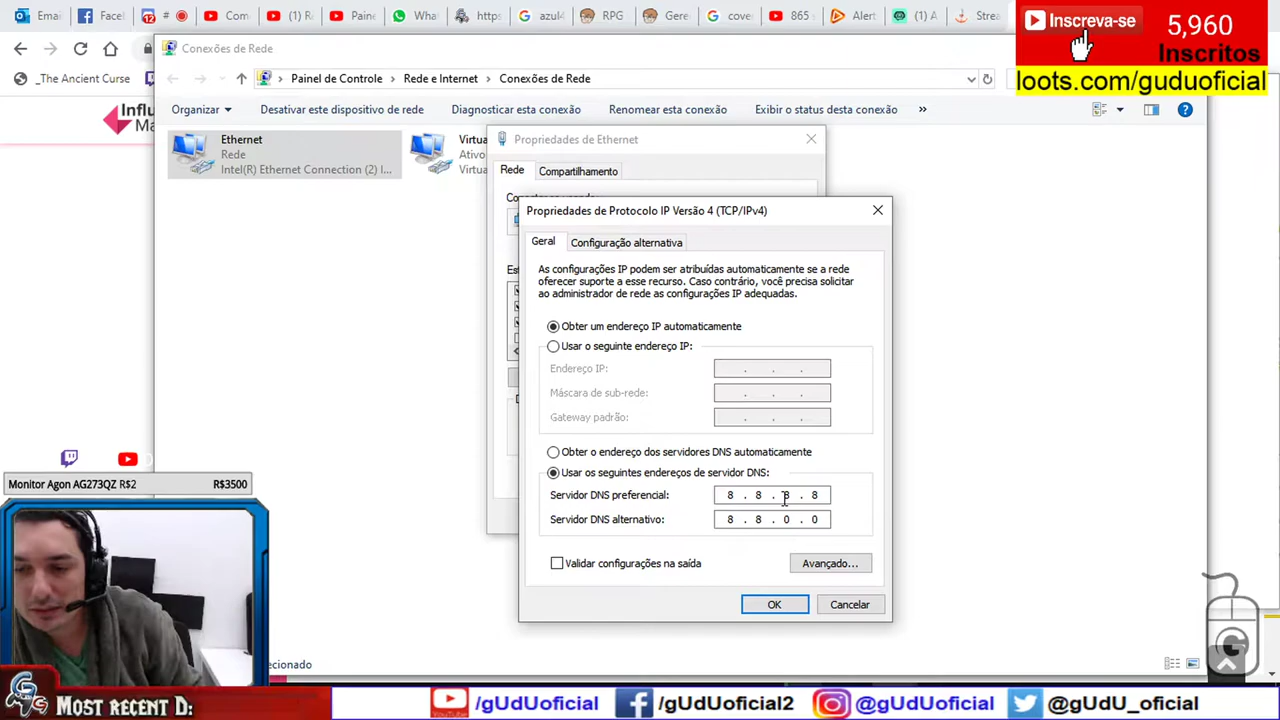 Emai
Facel
12
#
Com
(1) R
Paine
Wha
https
azul4
RPG
Gere
cove
865
Alert
(1) A
Strea
Inscreva-se
5,960
Inscritos
loots.com/guduoficial
_The Ancient Curse
Influ
Ma
Conexões de Rede
Painel de Controle > Rede e Internet > Conexões de Rede
Organizar
Desativar este dispositivo de rede
Diagnosticar esta conexão
Renomear esta conexão
Exibir o status desta conexão
»
Ethernet
Rede
Intel(R) Ethernet Connection (2) I...
Virtua
Ativo
Virtua
Propriedades de Ethernet
Rede
Compartilhamento
Propriedades de Protocolo IP Versão 4 (TCP/IPv4)
Geral
Configuração alternativa
As configurações IP podem ser atribuídas automaticamente se a rede
oferecer suporte a esse recurso. Caso contrário, você precisa solicitar
ao administrador de rede as configurações IP adequadas.
Obter um endereço IP automaticamente
Usar o seguinte endereço IP:
Endereço IP:
Máscara de sub-rede:
Gateway padrão:
Obter o endereço dos servidores DNS automaticamente
Usar os seguintes endereços de servidor DNS:
Servidor DNS preferencial: 8 . 8 . 8 . 8
Servidor DNS alternativo: 8 . 8 . 0 . 0
Validar configurações na saída
Avançado...
OK
Cancelar
Monitor Agon AG273QZ R$2
R$3500
ecionado
Most recent D:
/gUdUoficial
/gUdUoficial2
@gUdUoficial
@gUdU_oficial